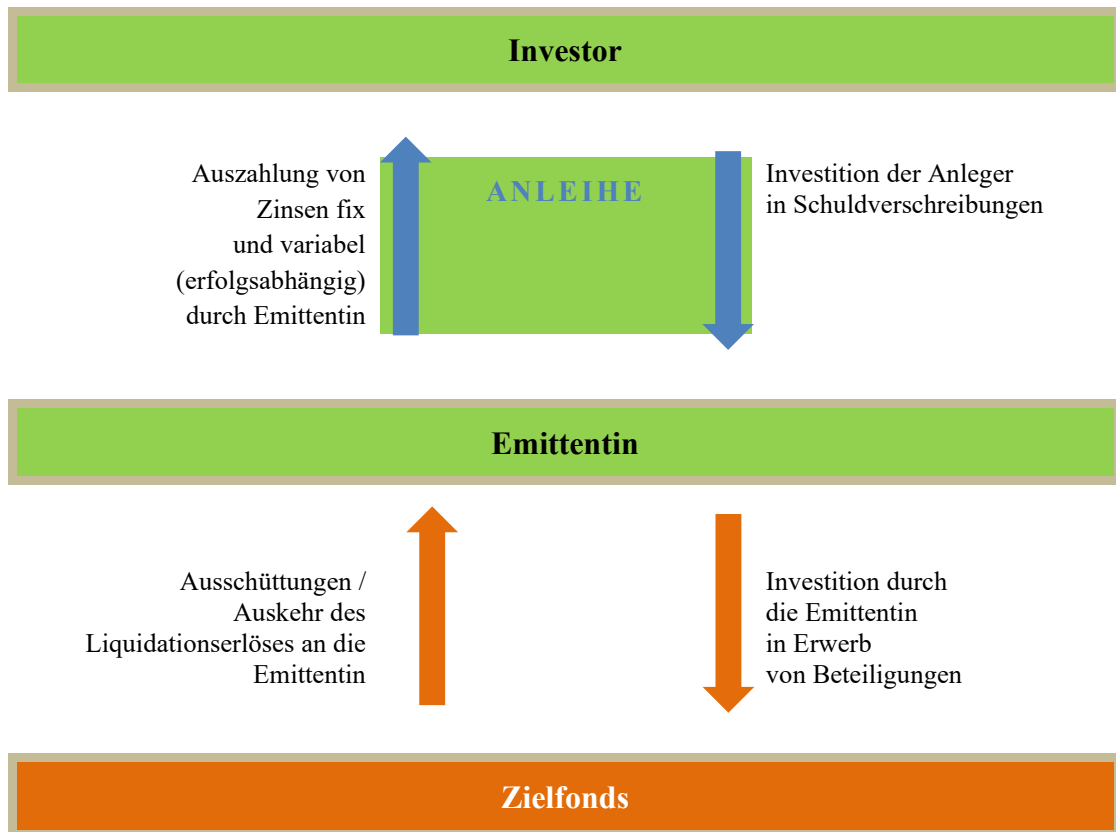 Investor
Auszahlung von
Zinsen fix
und variabel
(erfolgsabhängig)
durch Emittentin
ANLEIHE
Investition der Anleger
in Schuldverschreibungen
Emittentin
Ausschüttungen /
Auskehr des
Liquidationserlöses an die
Emittentin
Investition durch
die Emittentin
in Erwerb
von Beteiligungen
Zielfonds